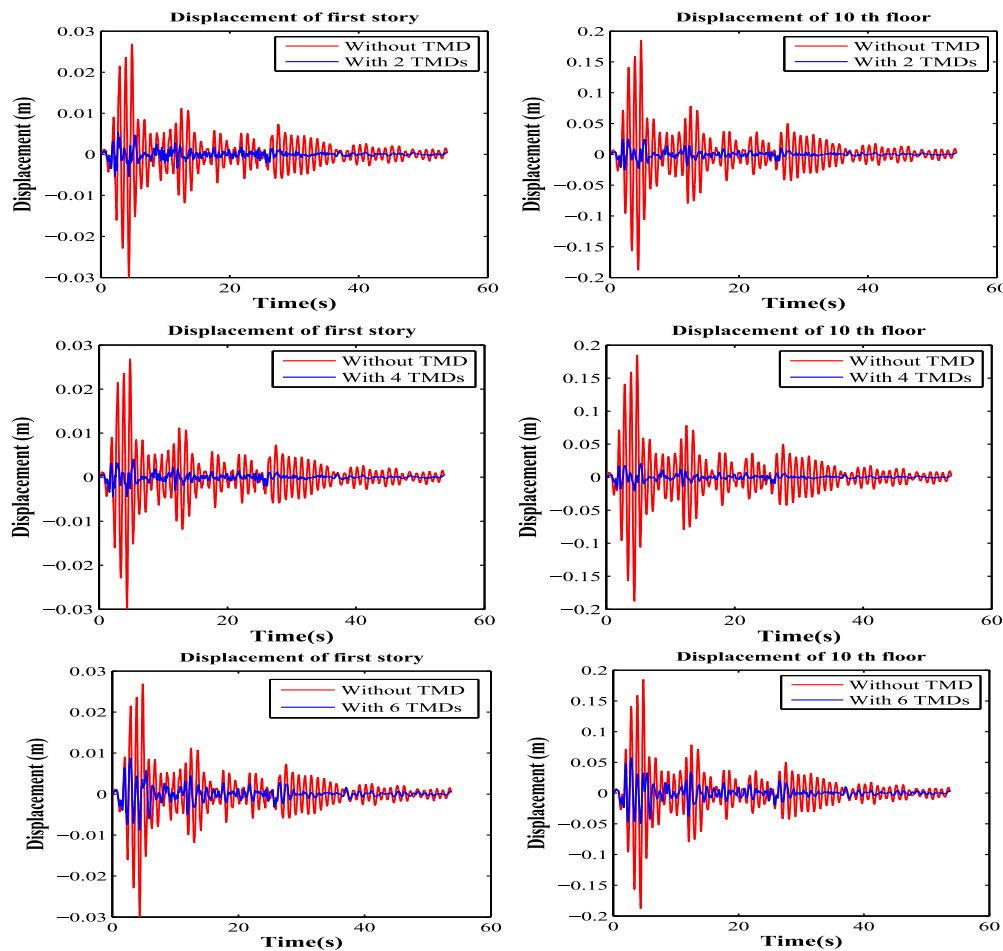 Displacement of first story
Displacement (m)
0.03
0.02
0.01
0
−0.01
−0.02
−0.03
Without TMD
With 2 TMDs
0 20 40 60
Time(s)
Displacement of 10 th floor
Displacement (m)
0.2
0.15
0.1
0.05
0
−0.05
−0.1
−0.15
−0.2
Without TMD
With 2 TMDs
0 20 40 60
Time(s)
Displacement of first story
Displacement (m)
0.03
0.02
0.01
0
−0.01
−0.02
−0.03
Without TMD
With 4 TMDs
0 20 40 60
Time(s)
Displacement of 10 th floor
Displacement (m)
0.2
0.15
0.1
0.05
0
−0.05
−0.1
−0.15
−0.2
Without TMD
With 4 TMDs
0 20 40 60
Time(s)
Displacement of first story
Displacement (m)
0.03
0.02
0.01
0
−0.01
−0.02
−0.03
Without TMD
With 6 TMDs
0 20 40 60
Time(s)
Displacement of 10 th floor
Displacement (m)
0.2
0.15
0.1
0.05
0
−0.05
−0.1
−0.15
−0.2
Without TMD
With 6 TMDs
0 20 40 60
Time(s)